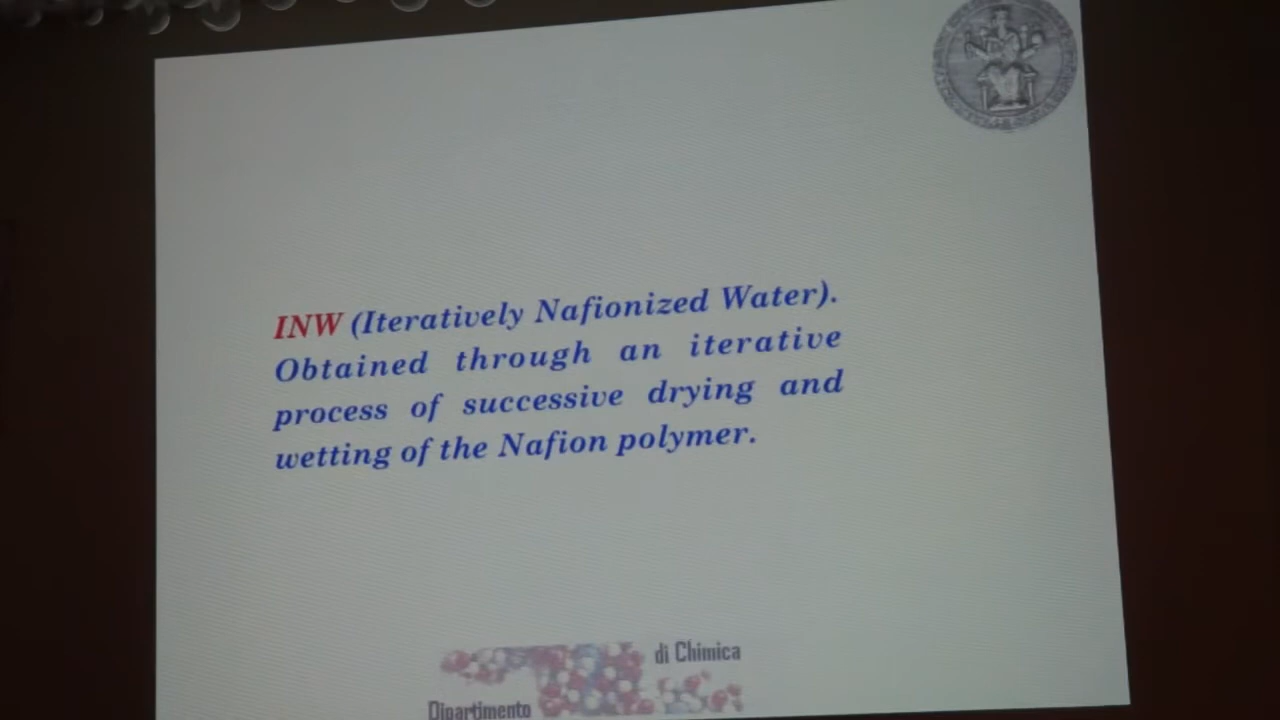 INW (Iteratively Nafionized Water).
Obtained through an iterative
process of successive drying and
wetting of the Nafion polymer.
di Chimica
Dipartimento